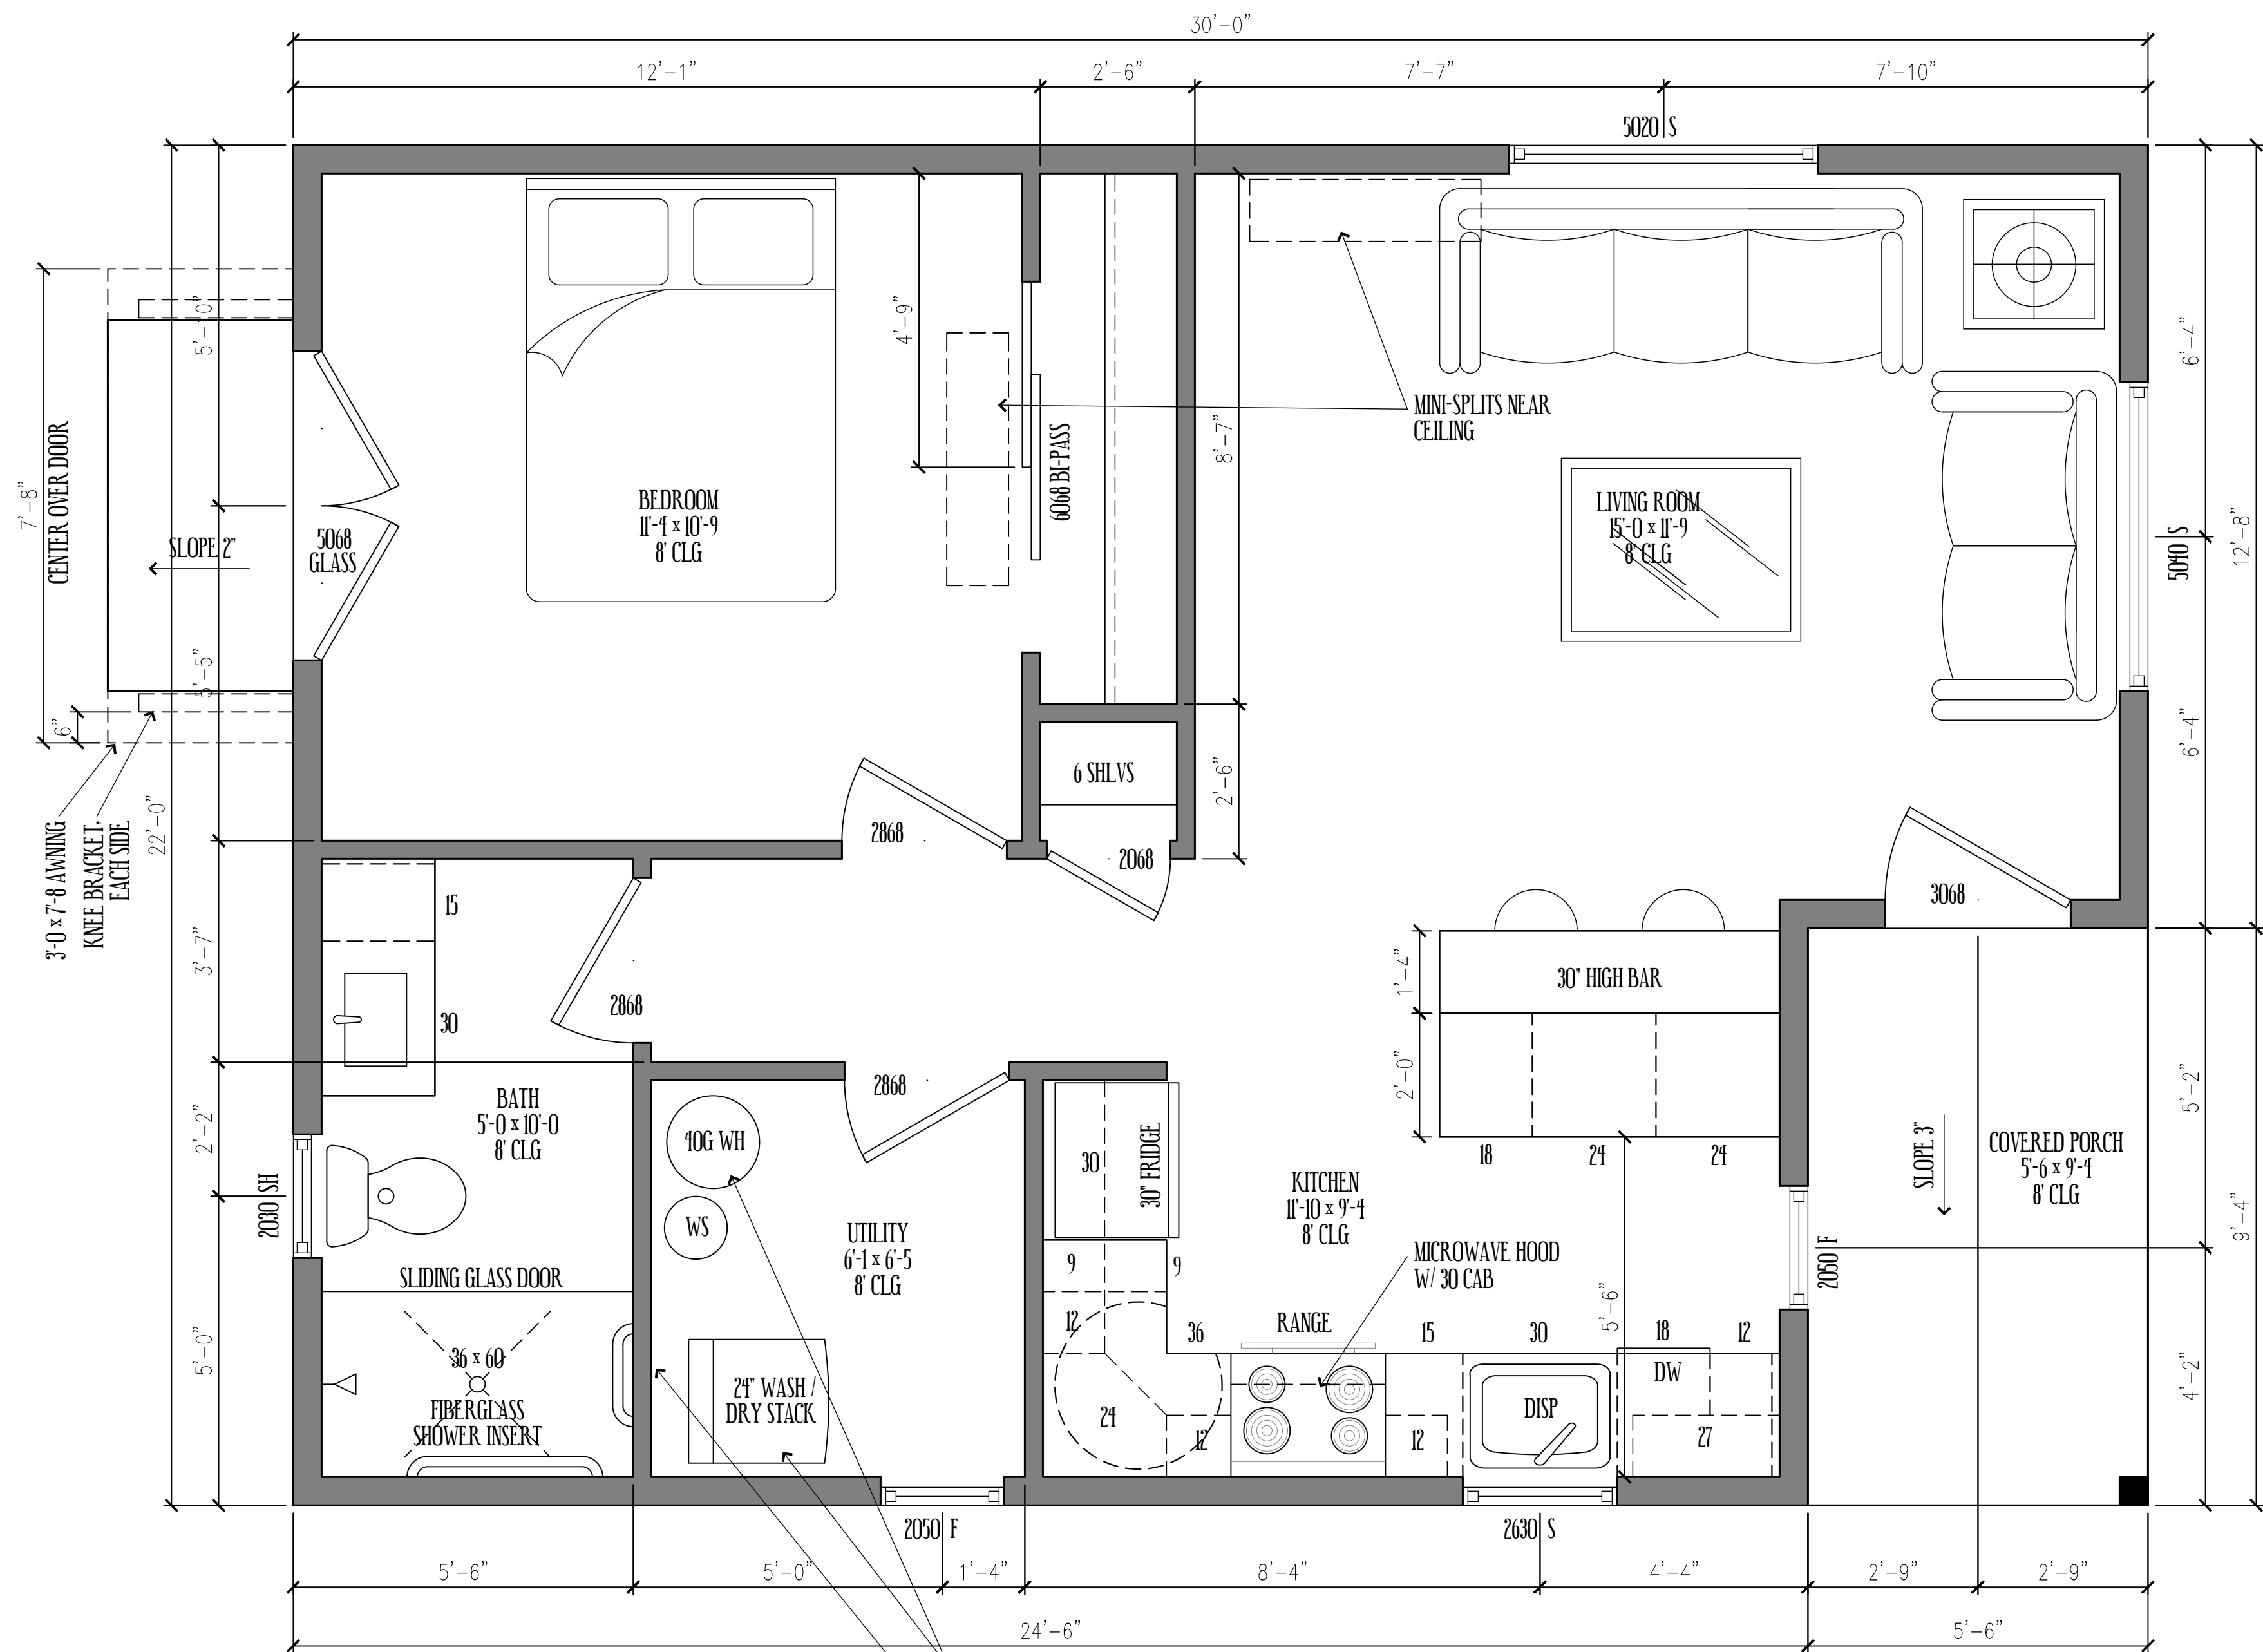 30'-0"
12'-1"
2'-6"
7'-7"
7'-10"
5020 S
5'-10"
4'-9"
6'-4"
MINI-SPLITS NEAR
CEILING
7'-8"
CENTER OVER DOOR
8'-7"
6068 BI-PASS
BEDROOM
11'-4 x 10'-9
8' CLG
LIVING ROOM
15'-0 x 11'-9
8' CLG
SLOPE 2"
5068
GLASS
5040 S
12'-8"
5'-5"
6"
6'-4"
6 SHLVS
2'-6"
22'-0"
3'-0 x 7'-8 AWNING
KNEE BRACKET,
EACH SIDE
2868
2068
3068
15
3'-7"
1'-4"
30" HIGH BAR
2868
30
2'-0"
2868
5'-2"
BATH
5'-0 x 10'-0
8' CLG
2'-2"
40G WH
30
30" FRIDGE
18
24
24
SLOPE 3"
COVERED PORCH
5'-6 x 9'-4
8' CLG
KITCHEN
11'-10 x 9'-4
8' CLG
2030 SH
WS
UTILITY
6'-1 x 6'-5
8' CLG
9'-4"
MICROWAVE HOOD
W/ 30 CAB
2050 F
9
9
SLIDING GLASS DOOR
5'-6"
12
36
RANGE
15
30
18
12
5'-0"
36 x 60
FIBERGLASS
SHOWER INSERT
DW
4'-2"
24" WASH /
DRY STACK
24
12
12
DISP
27
2050 F
2630 S
5'-6"
5'-0"
1'-4"
8'-4"
4'-4"
2'-9"
2'-9"
24'-6"
5'-6"